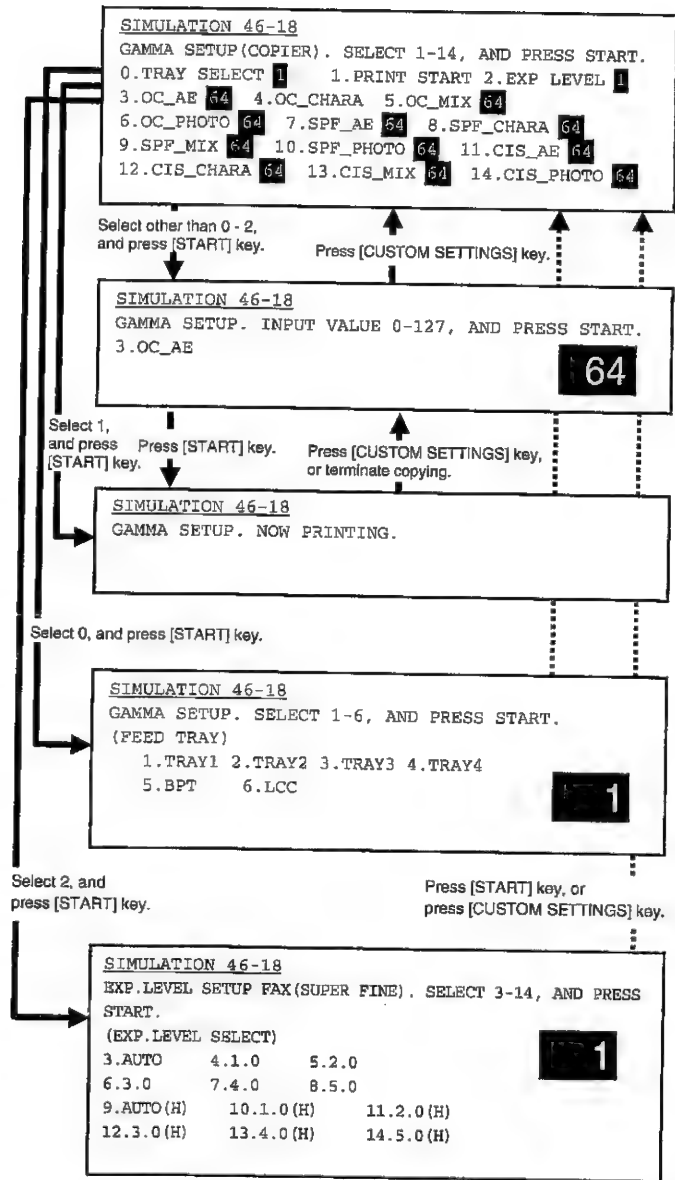 SIMULATION 46-18
GAMMA SETUP(COPIER). SELECT 1-14, AND PRESS START.
0.TRAY SELECT 1 1.PRINT START 2.EXP LEVEL 1
3.OC_AE 64 4.OC_CHARA 5.OC_MIX 64
6.OC_PHOTO 64 7.SPF_AE 64 8.SPF_CHARA 64
9.SPF_MIX 64 10.SPF_PHOTO 64 11.CIS_AE 64
12.CIS_CHARA 64 13.CIS_MIX 64 14.CIS_PHOTO 64
Select other than 0 - 2,
and press [START] key.
Press [CUSTOM SETTINGS] key.
SIMULATION 46-18
GAMMA SETUP. INPUT VALUE 0-127, AND PRESS START.
3.OC_AE
64
Select 1,
and press
[START] key.
Press [START] key.
Press [CUSTOM SETTINGS] key,
or terminate copying.
SIMULATION 46-18
GAMMA SETUP. NOW PRINTING.
Select 0, and press [START] key.
SIMULATION 46-18
GAMMA SETUP. SELECT 1-6, AND PRESS START.
(FEED TRAY)
1.TRAY1 2.TRAY2 3.TRAY3 4.TRAY4
5.BPT 6.LCC
1
Select 2, and
press [START] key.
Press [START] key, or
press [CUSTOM SETTINGS] key.
SIMULATION 46-18
EXP.LEVEL SETUP FAX(SUPER FINE). SELECT 3-14, AND PRESS
START.
(EXP.LEVEL SELECT)
1
3.AUTO 4.1.0 5.2.0
6.3.0 7.4.0 8.5.0
9.AUTO(H) 10.1.0(H) 11.2.0(H)
12.3.0(H) 13.4.0(H) 14.5.0(H)